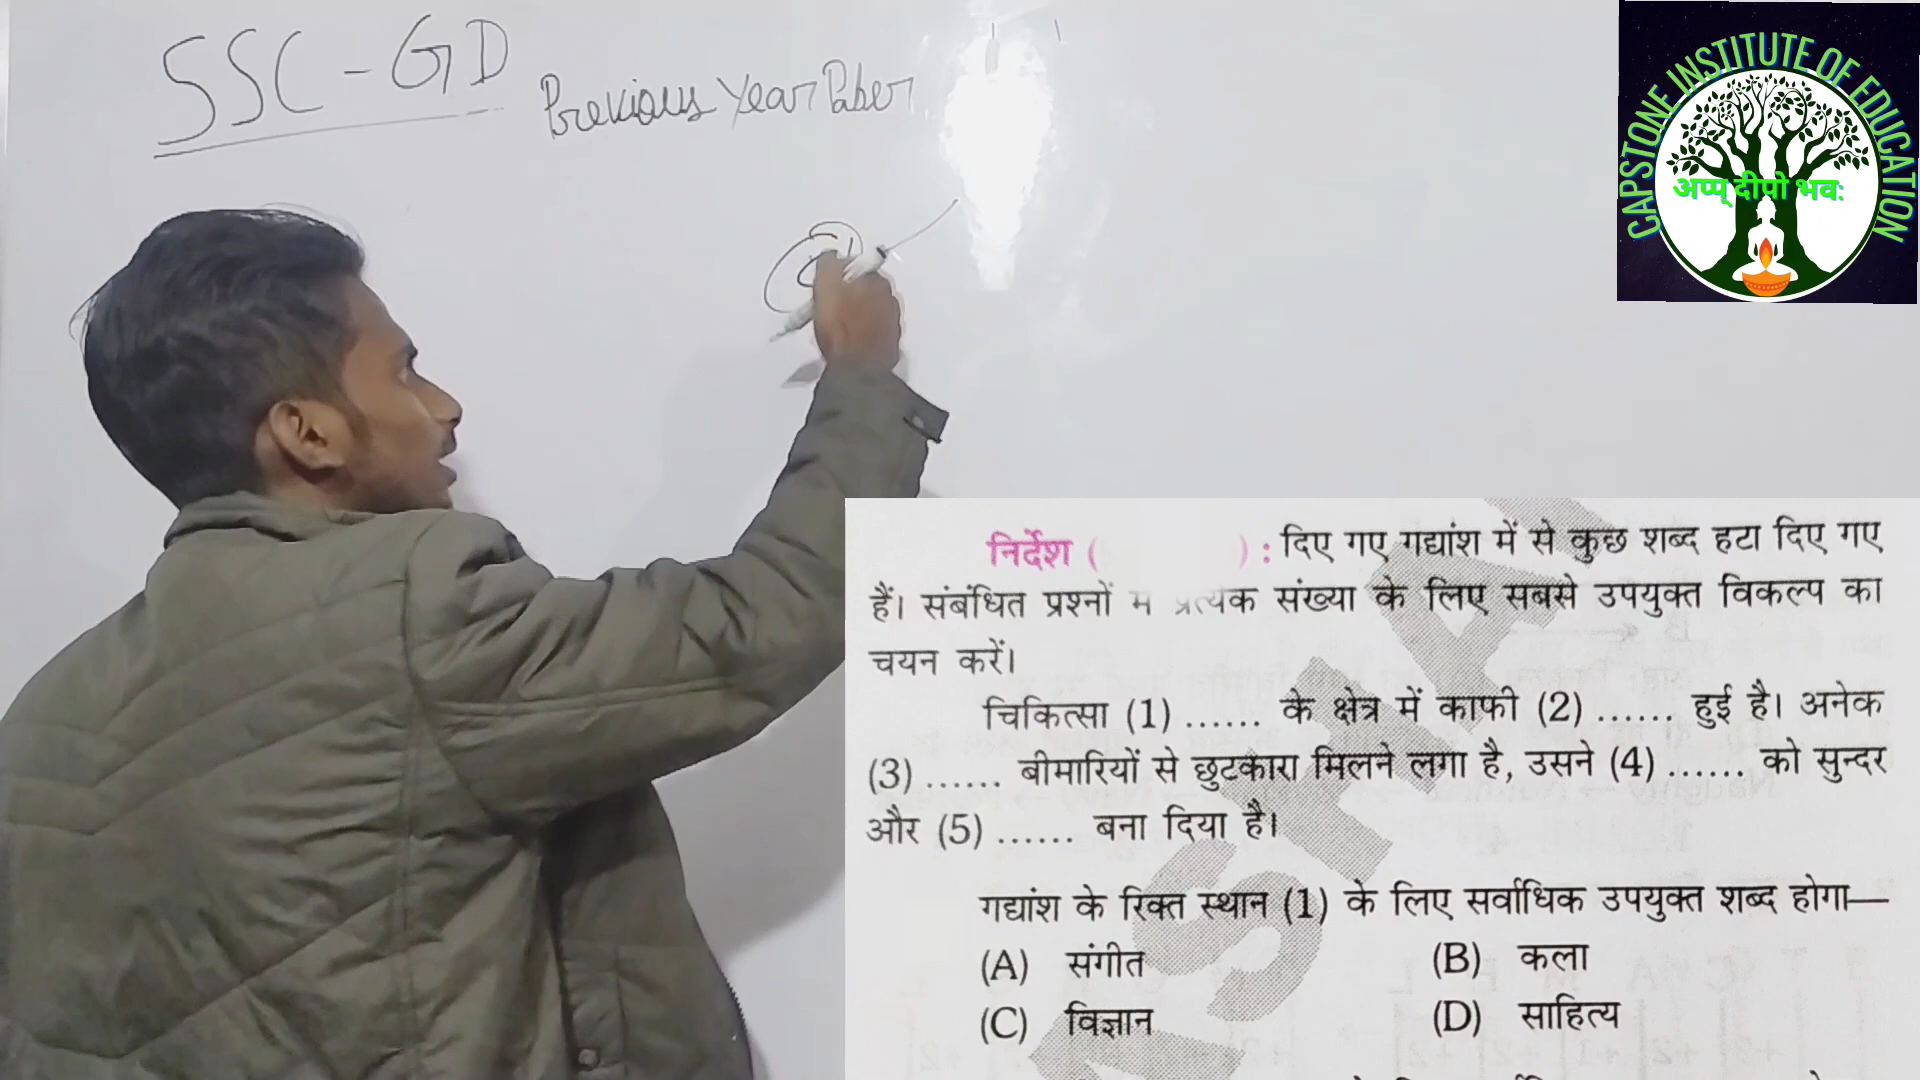 SSC-GD
Previous Year Paper
CAPSTONE INSTITUTE OF EDUCATION
अप्प् दीपो भवः
निर्देश ( ) : दिए गए गद्यांश में से कुछ शब्द हटा दिए गए
हैं। संबंधित प्रश्नों में प्रत्येक संख्या के लिए सबसे उपयुक्त विकल्प का
चयन करें।
चिकित्सा (1) ...... के क्षेत्र में काफी (2) ...... हुई है। अनेक
(3) ...... बीमारियों से छुटकारा मिलने लगा है, उसने (4) ...... को सुन्दर
और (5) ...... बना दिया है।
गद्यांश के रिक्त स्थान (1) के लिए सर्वाधिक उपयुक्त शब्द होगा—
(A) संगीत (B) कला
(C) विज्ञान (D) साहित्य